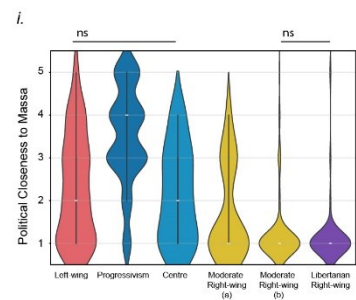 i.
ns
ns
Political Closeness to Massa
5
4
3
2
1
Left-wing
Progressivism
Centre
Moderate
Right-wing
(a)
Moderate
Right-wing
(b)
Libertarian
Right-wing